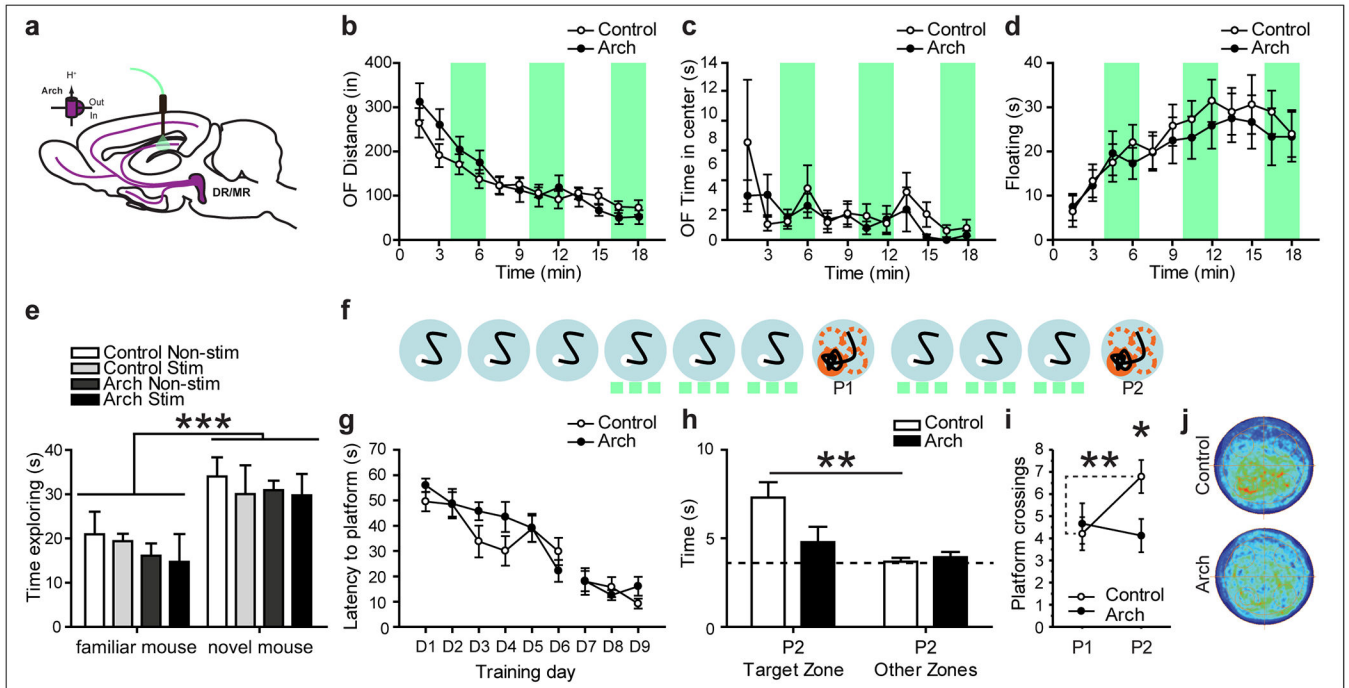 a
H⁺
Arch
Out
In
DR/MR
b
Control
Arch
OF Distance (in)
400
300
200
100
0
0 3 6 9 12 15 18
Time (min)
c
Control
Arch
OF Time in center (s)
14
12
10
8
6
4
2
0
3 6 9 12 15 18
Time (min)
d
Control
Arch
Floating (s)
50
40
30
20
10
0
0 3 6 9 12 15 18
Time (min)
e
Control Non-stim
Control Stim
Arch Non-stim
Arch Stim
***
Time exploring (s)
40
30
20
10
0
familiar mouse novel mouse
f
P1
P2
g
Control
Arch
Latency to platform (s)
70
60
50
40
30
20
10
0
D1 D2 D3 D4 D5 D6 D7 D8 D9
Training day
h
Control
Arch
**
Time (s)
10
5
0
P2 P2
Target Zone Other Zones
i
*
**
Platform crossings
8
7
6
5
4
3
2
1
0
Control
Arch
P1 P2
j
Control
Arch